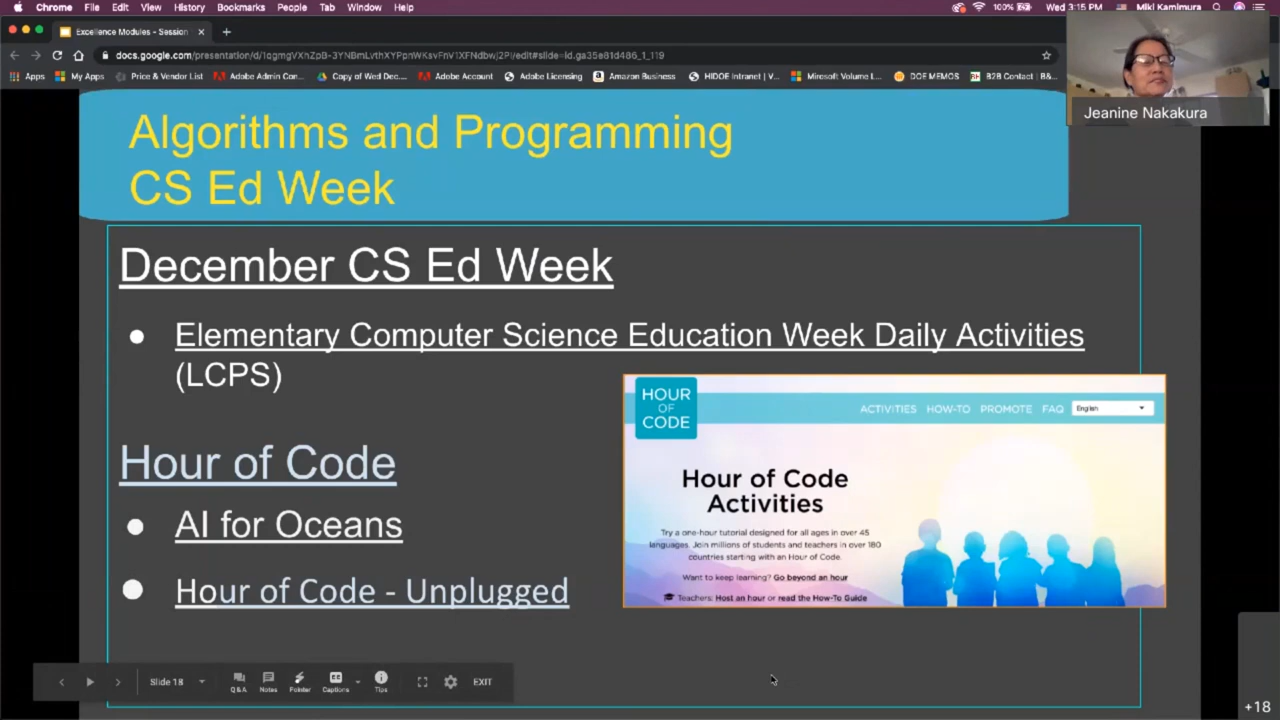 Chrome File Edit View History Bookmarks People Tab Window Help
100% Wed 3:15 PM Miki Kamimura
Excellence Modules - Session
Apps My Apps Price & Vendor List Adobe Admin Con... Copy of Wed Dec.... Adobe Account Adobe Licensing Amazon Business HIDOE Intranet | V... Mirosoft Volume L... DOE MEMOS B2B Contact | B&...
Jeanine Nakakura
Algorithms and Programming
CS Ed Week
December CS Ed Week
● Elementary Computer Science Education Week Daily Activities
(LCPS)
Hour of Code
● AI for Oceans
● Hour of Code - Unplugged
HOUR
OF
CODE
ACTIVITIES HOW-TO PROMOTE FAQ English
Hour of Code
Activities
Try a one-hour tutorial designed for all ages in over 45
languages. Join millions of students and teachers in over 180
countries starting with an Hour of Code.
Want to keep learning? Go beyond an hour
Teachers: Host an hour or read the How-To Guide
Slide 18 Q&A Notes Pointer Captions Tips EXIT
+18